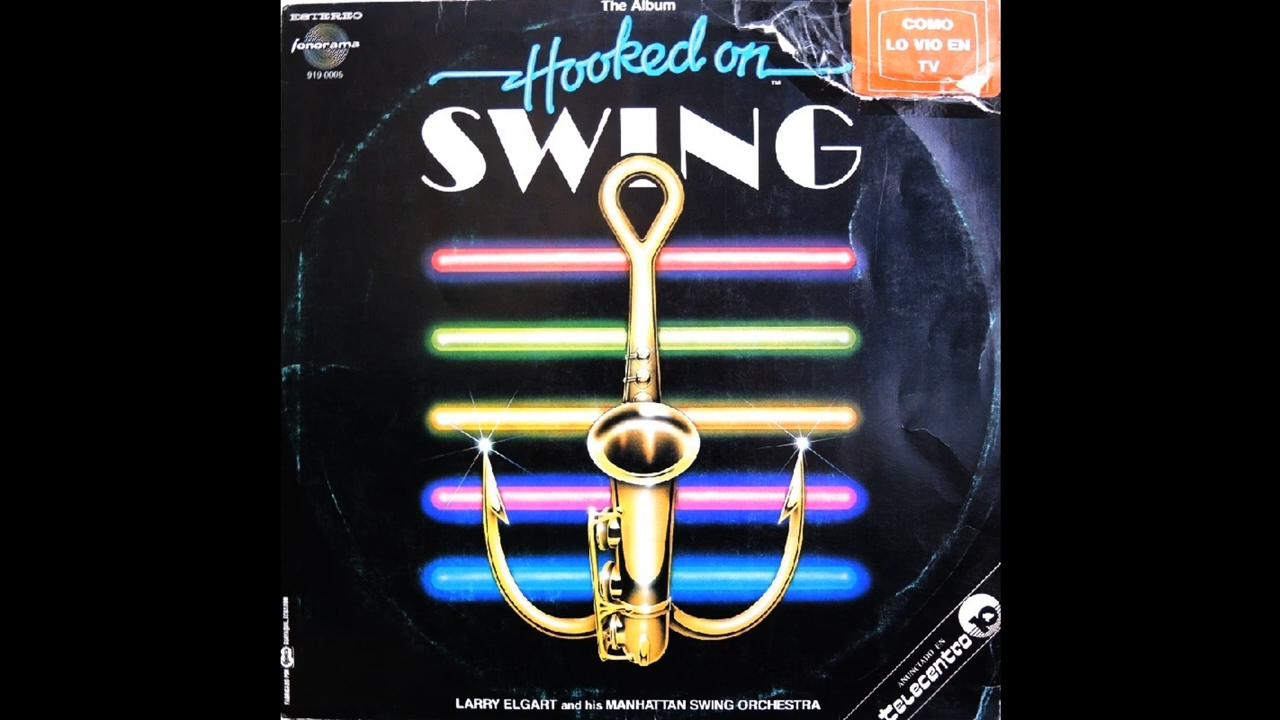 The Album
ESTEREO
fonorama
919 0005
Hooked on
™
SWING
COMO
LO VIO EN
TV
ANUNCIADO EN
telecentro
LARRY ELGART and his MANHATTAN SWING ORCHESTRA